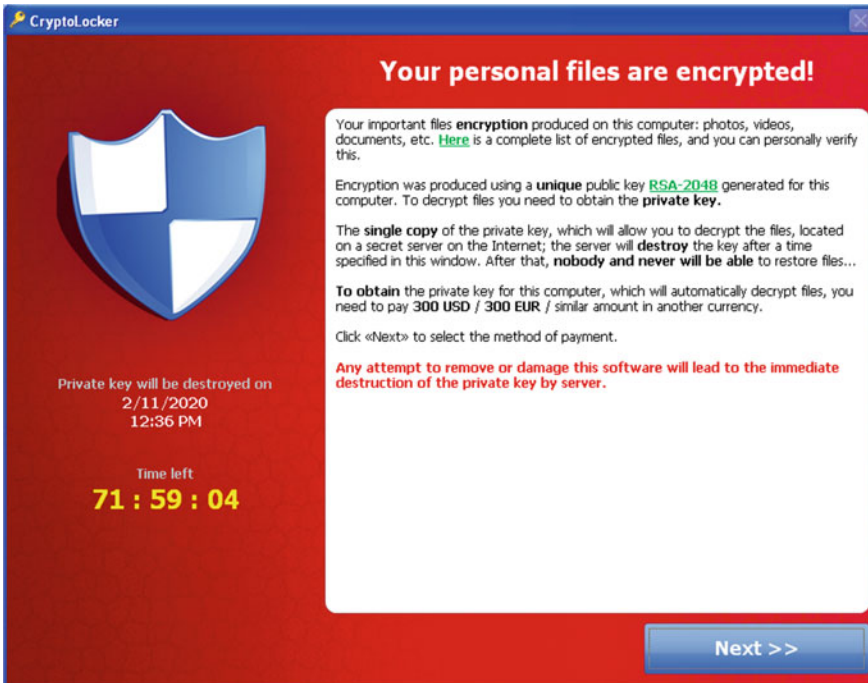 CryptoLocker
Your personal files are encrypted!
Your important files encryption produced on this computer: photos, videos,
documents, etc. Here is a complete list of encrypted files, and you can personally verify
this.
Encryption was produced using a unique public key RSA-2048 generated for this
computer. To decrypt files you need to obtain the private key.
The single copy of the private key, which will allow you to decrypt the files, located
on a secret server on the Internet; the server will destroy the key after a time
specified in this window. After that, nobody and never will be able to restore files...
To obtain the private key for this computer, which will automatically decrypt files, you
need to pay 300 USD / 300 EUR / similar amount in another currency.
Click «Next» to select the method of payment.
Any attempt to remove or damage this software will lead to the immediate
destruction of the private key by server.
Private key will be destroyed on
2/11/2020
12:36 PM
Time left
71 : 59 : 04
Next >>